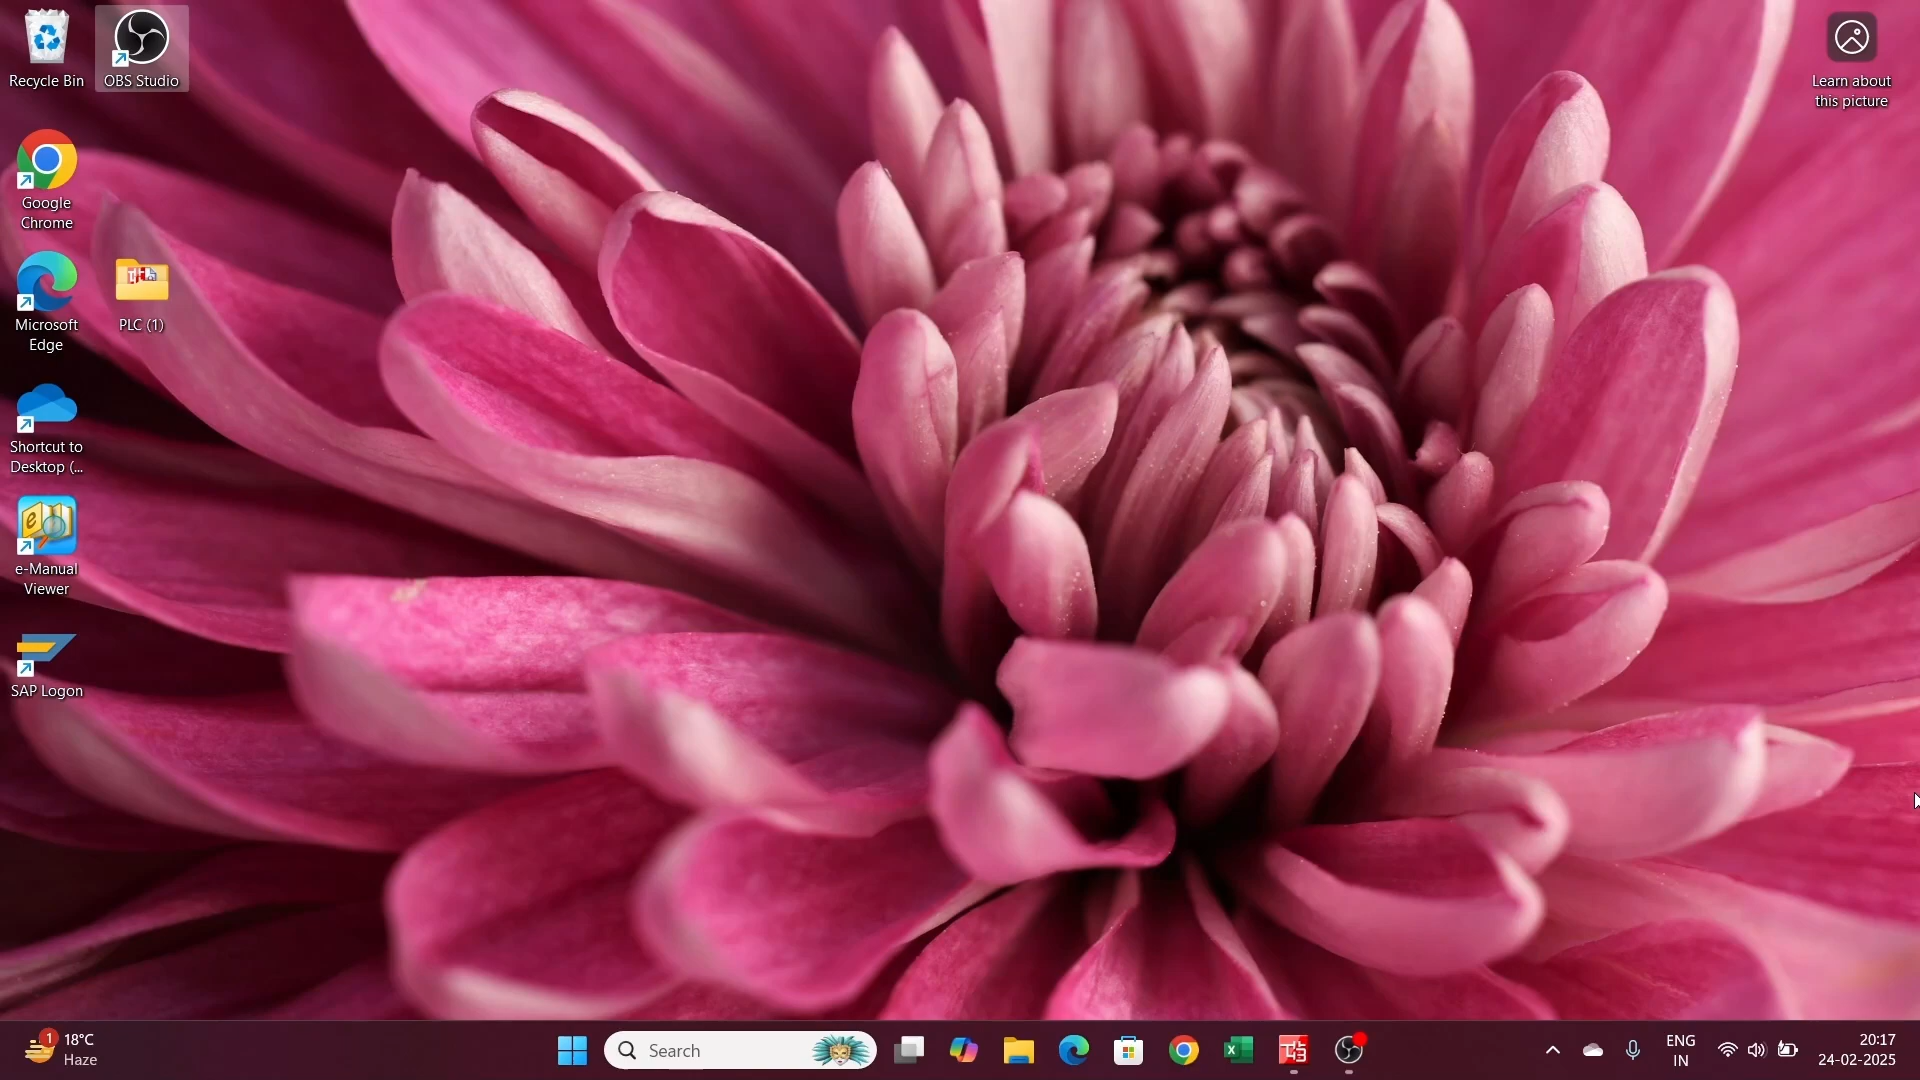 Recycle Bin
OBS Studio
Learn about
this picture
Google
Chrome
Microsoft
Edge
PLC (1)
Shortcut to
Desktop (...
e-Manual
Viewer
SAP Logon
1
18°C
Haze
Search
ENG
IN
20:17
24-02-2025